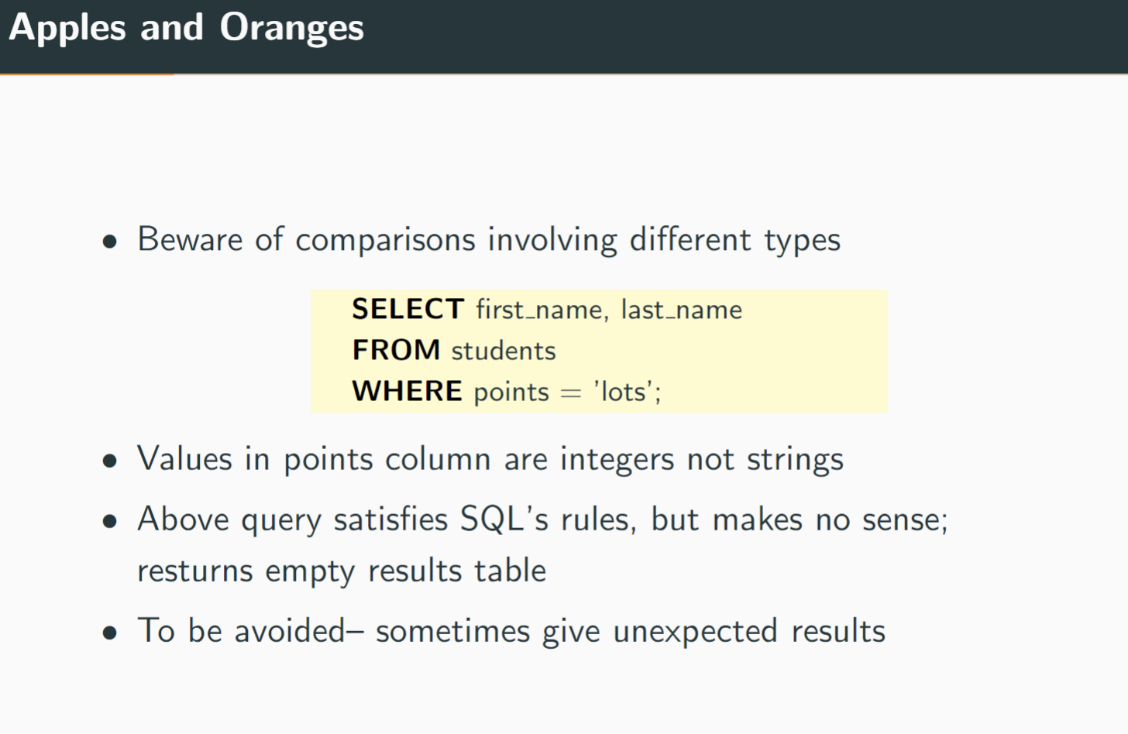 Apples and Oranges
• Beware of comparisons involving different types
SELECT first_name, last_name
FROM students
WHERE points = 'lots';
• Values in points column are integers not strings
• Above query satisfies SQL's rules, but makes no sense;
resturns empty results table
• To be avoided– sometimes give unexpected results